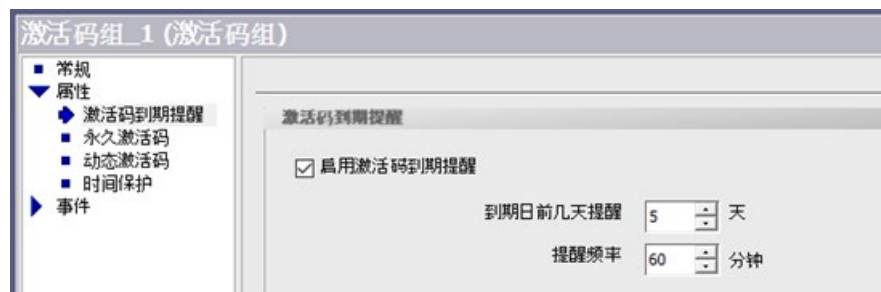 激活码组_1 (激活码组)
常规
属性
激活码到期提醒
永久激活码
动态激活码
时间保护
事件
激活码到期提醒
启用激活码到期提醒
到期日前几天提醒 5 天
提醒频率 60 分钟